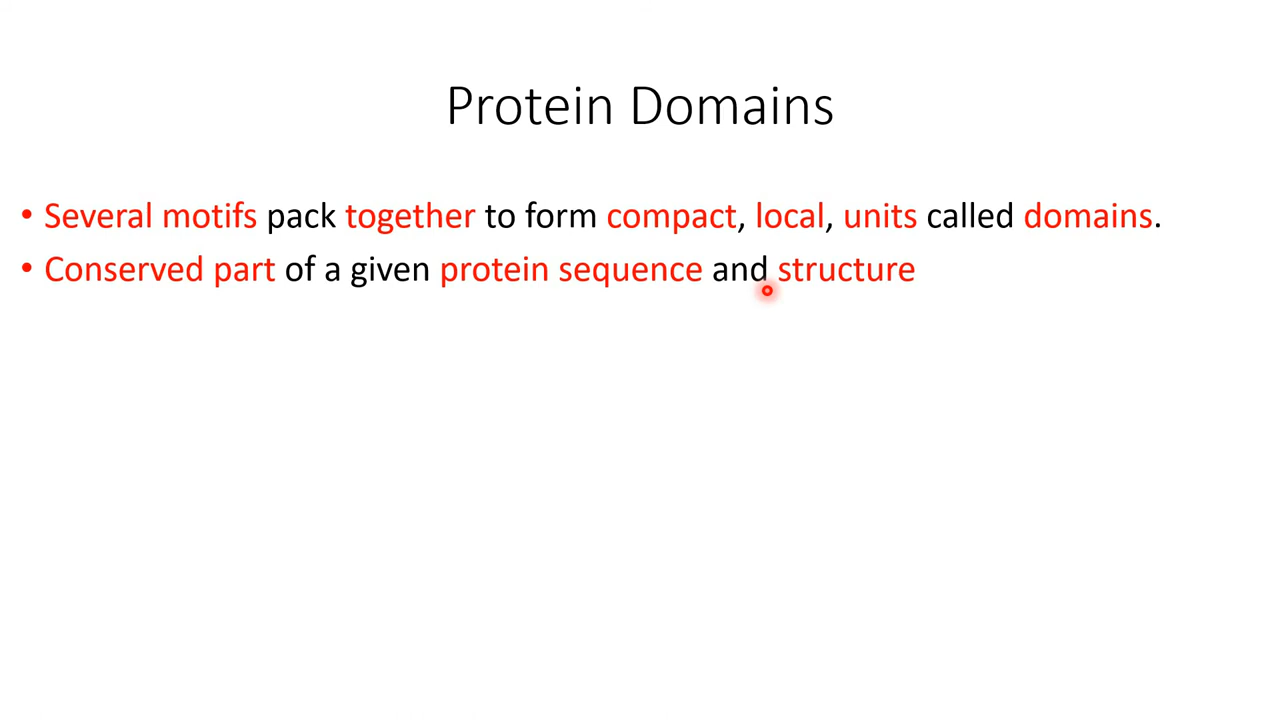 Protein Domains
• Several motifs pack together to form compact, local, units called domains.
• Conserved part of a given protein sequence and structure